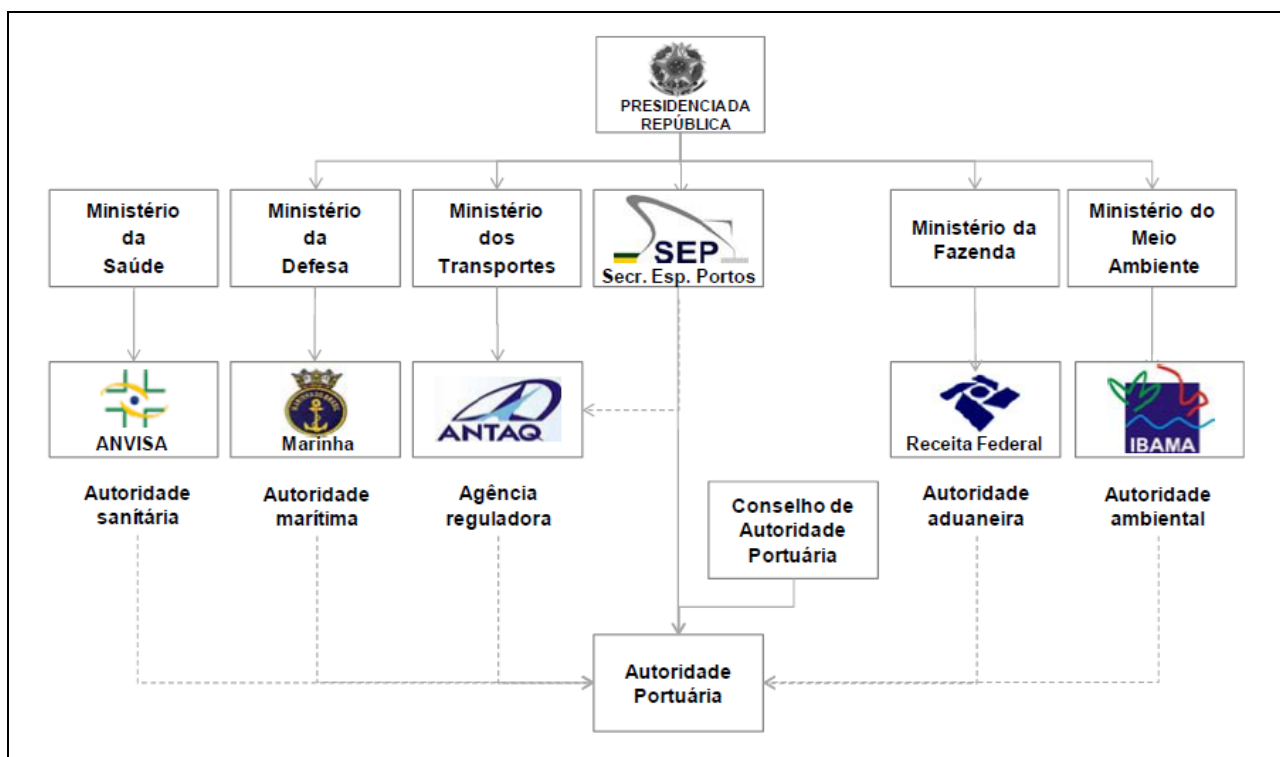 PRESIDENCIA DA
REPÚBLICA
Ministério
da
Saúde
Ministério
da
Defesa
Ministério
dos
Transportes
SEP
Secr. Esp. Portos
Ministério da
Fazenda
Ministério do
Meio
Ambiente
ANVISA
Marinha
ANTAQ
Receita Federal
IBAMA
Autoridade
sanitária
Autoridade
marítima
Agência
reguladora
Conselho de
Autoridade
Portuária
Autoridade
aduaneira
Autoridade
ambiental
Autoridade
Portuária